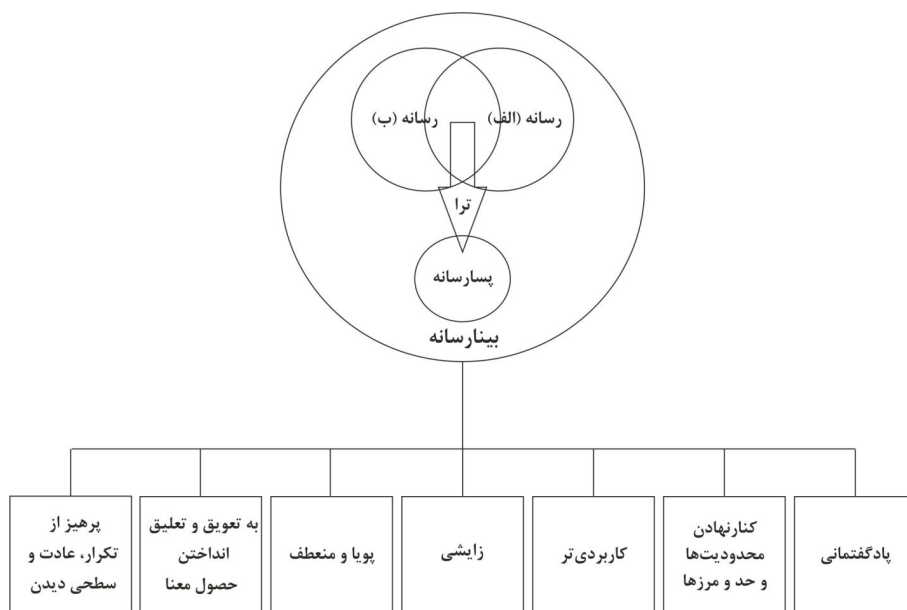 رسانه (الف)
رسانه (ب)
ترا
پسارسانه
بینارسانه
پادگفتمانی
کنارنهادن
محدودیت‌ها
و حد و مرزها
کاربردی‌تر
زایشی
پویا و منعطف
به تعویق و تعلیق
انداختن
حصول معنا
پرهیز از
تکرار، عادت و
سطحی دیدن